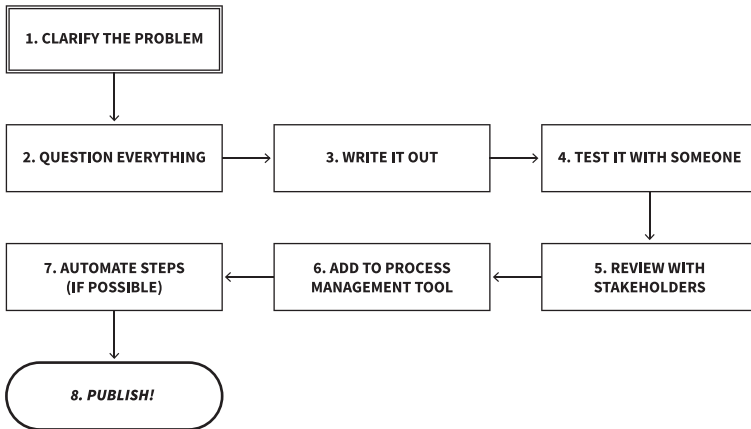 1. CLARIFY THE PROBLEM
2. QUESTION EVERYTHING
3. WRITE IT OUT
4. TEST IT WITH SOMEONE
5. REVIEW WITH
STAKEHOLDERS
6. ADD TO PROCESS
MANAGEMENT TOOL
7. AUTOMATE STEPS
(IF POSSIBLE)
8. PUBLISH!